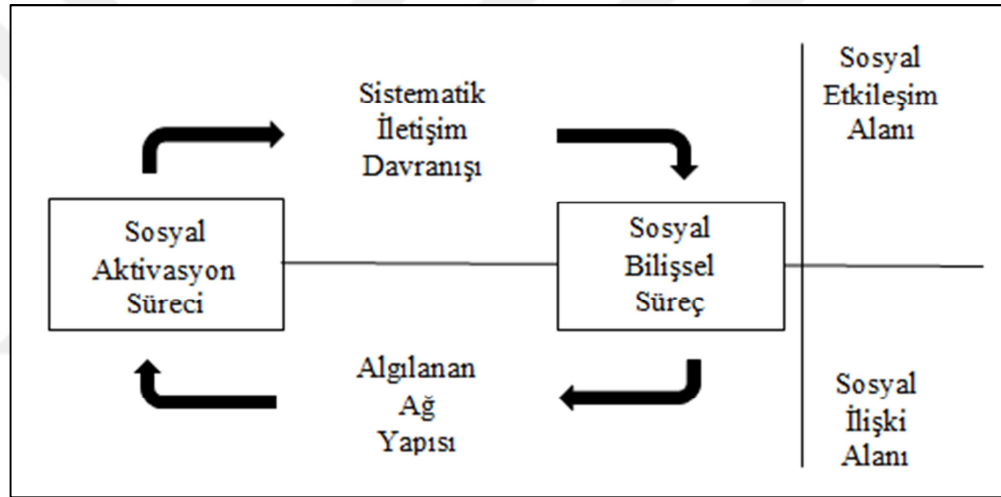 Sistematik
İletişim
Davranışı
Sosyal
Etkileşim
Alanı
Sosyal
Aktivasyon
Süreci
Sosyal
Bilişsel
Süreç
Algılanan
Ağ
Yapısı
Sosyal
İlişki
Alanı